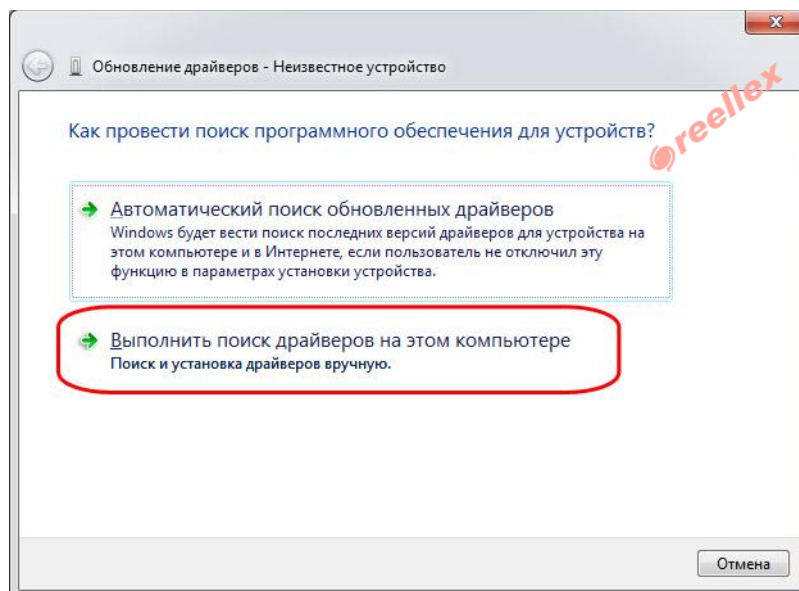 Обновление драйверов - Неизвестное устройство
reellex
Как провести поиск программного обеспечения для устройств?
Автоматический поиск обновленных драйверов
Windows будет вести поиск последних версий драйверов для устройства на
этом компьютере и в Интернете, если пользователь не отключил эту
функцию в параметрах установки устройства.
Выполнить поиск драйверов на этом компьютере
Поиск и установка драйверов вручную.
Отмена